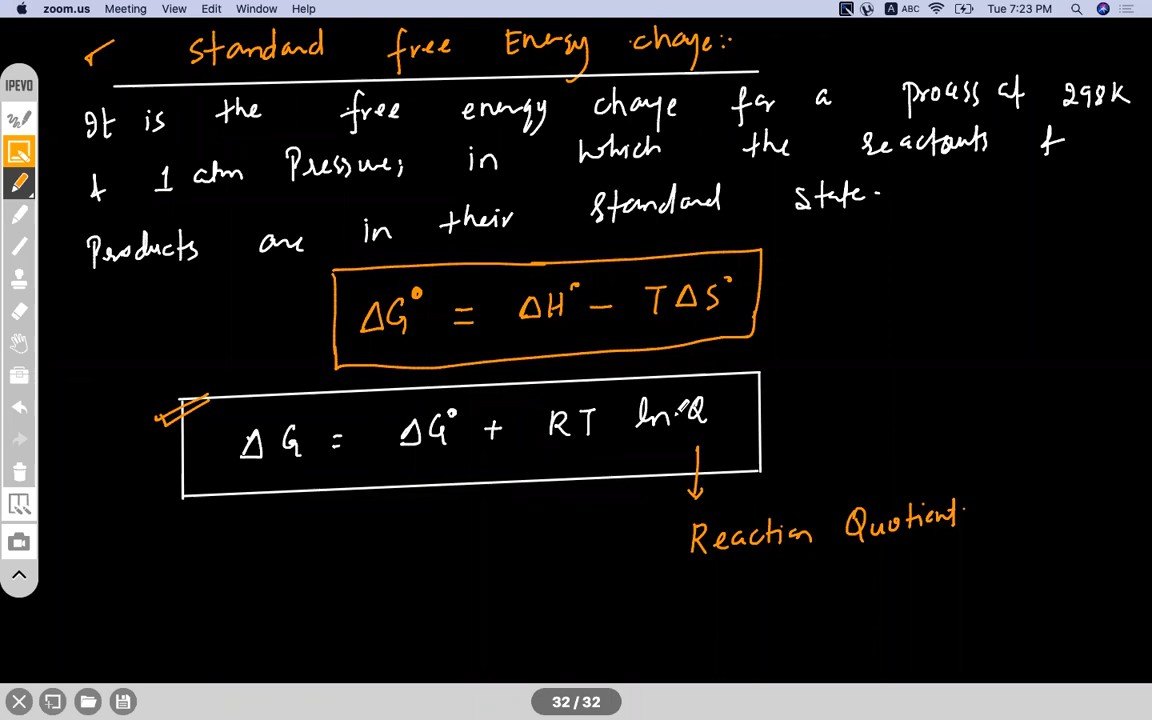 zoom.us Meeting View Edit Window Help A ABC Tue 7:23 PM
IPEVO
Standard free Energy change:-
It is the free energy change for a process at 298K
& 1 atm Pressure, in which the reactants &
Products are in their standard state.
ΔG° = ΔH° - TΔS°
ΔG = ΔG° + RT ln Q
Reaction Quotient.
32/32